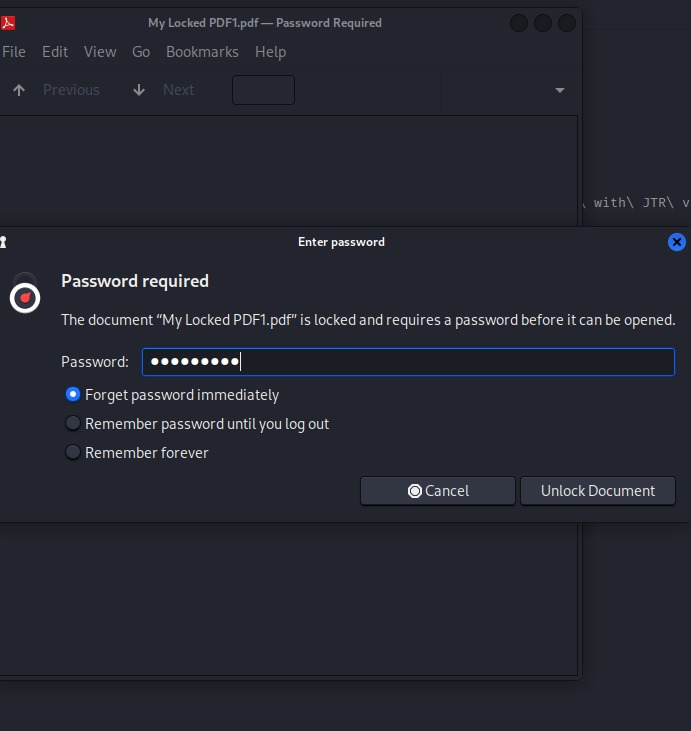 My Locked PDF1.pdf — Password Required
File Edit View Go Bookmarks Help
Previous Next
\ with\ JTR\ v
Enter password
Password required
The document “My Locked PDF1.pdf” is locked and requires a password before it can be opened.
Password: ●●●●●●●●●
Forget password immediately
Remember password until you log out
Remember forever
Cancel Unlock Document